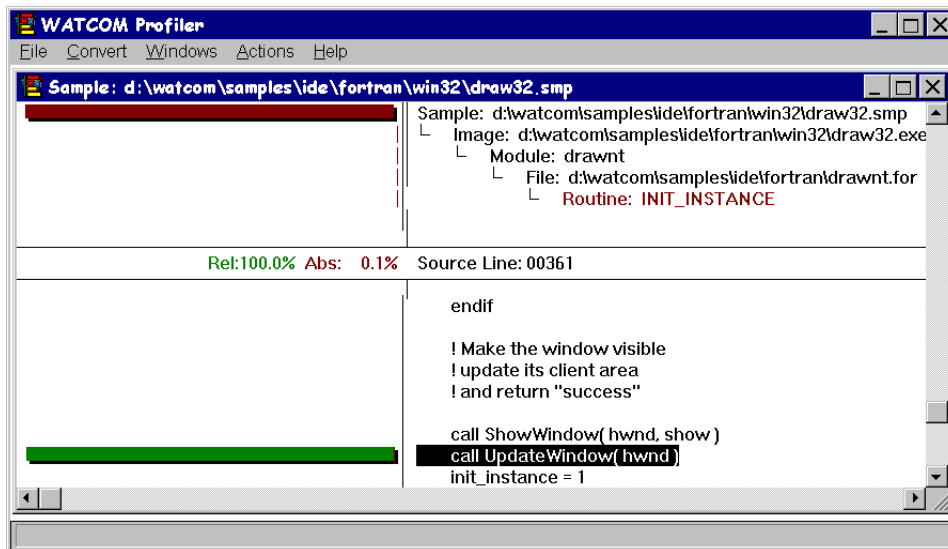 WATCOM Profiler
File Convert Windows Actions Help
Sample: d:\watcom\samples\ide\fortran\win32\draw32.smp
Sample: d:\watcom\samples\ide\fortran\win32\draw32.smp
Image: d:\watcom\samples\ide\fortran\win32\draw32.exe
Module: drawnt
File: d:\watcom\samples\ide\fortran\drawnt.for
Routine: INIT_INSTANCE
Rel:100.0% Abs: 0.1% Source Line: 00361
endif
! Make the window visible
! update its client area
! and return "success"
call ShowWindow( hwnd, show )
call UpdateWindow( hwnd )
init_instance = 1